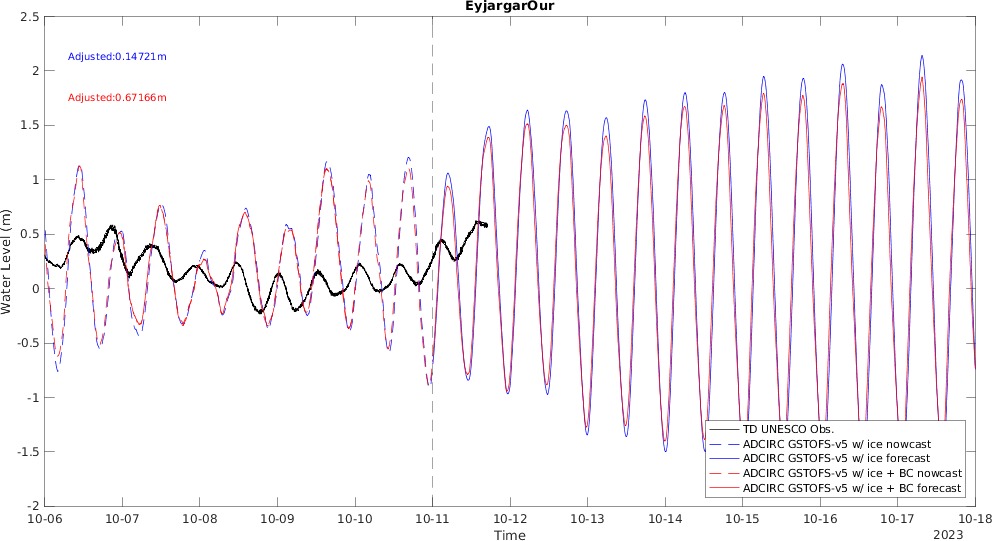 EyjargarOur
Adjusted:0.14721m
Adjusted:0.67166m
Water Level (m)
2.5
2
1.5
1
0.5
0
-0.5
-1
-1.5
-2
TD UNESCO Obs.
ADCIRC GSTOFS-v5 w/ ice nowcast
ADCIRC GSTOFS-v5 w/ ice forecast
ADCIRC GSTOFS-v5 w/ ice + BC nowcast
ADCIRC GSTOFS-v5 w/ ice + BC forecast
10-06 10-07 10-08 10-09 10-10 10-11 10-12 10-13 10-14 10-15 10-16 10-17 10-18
Time
2023